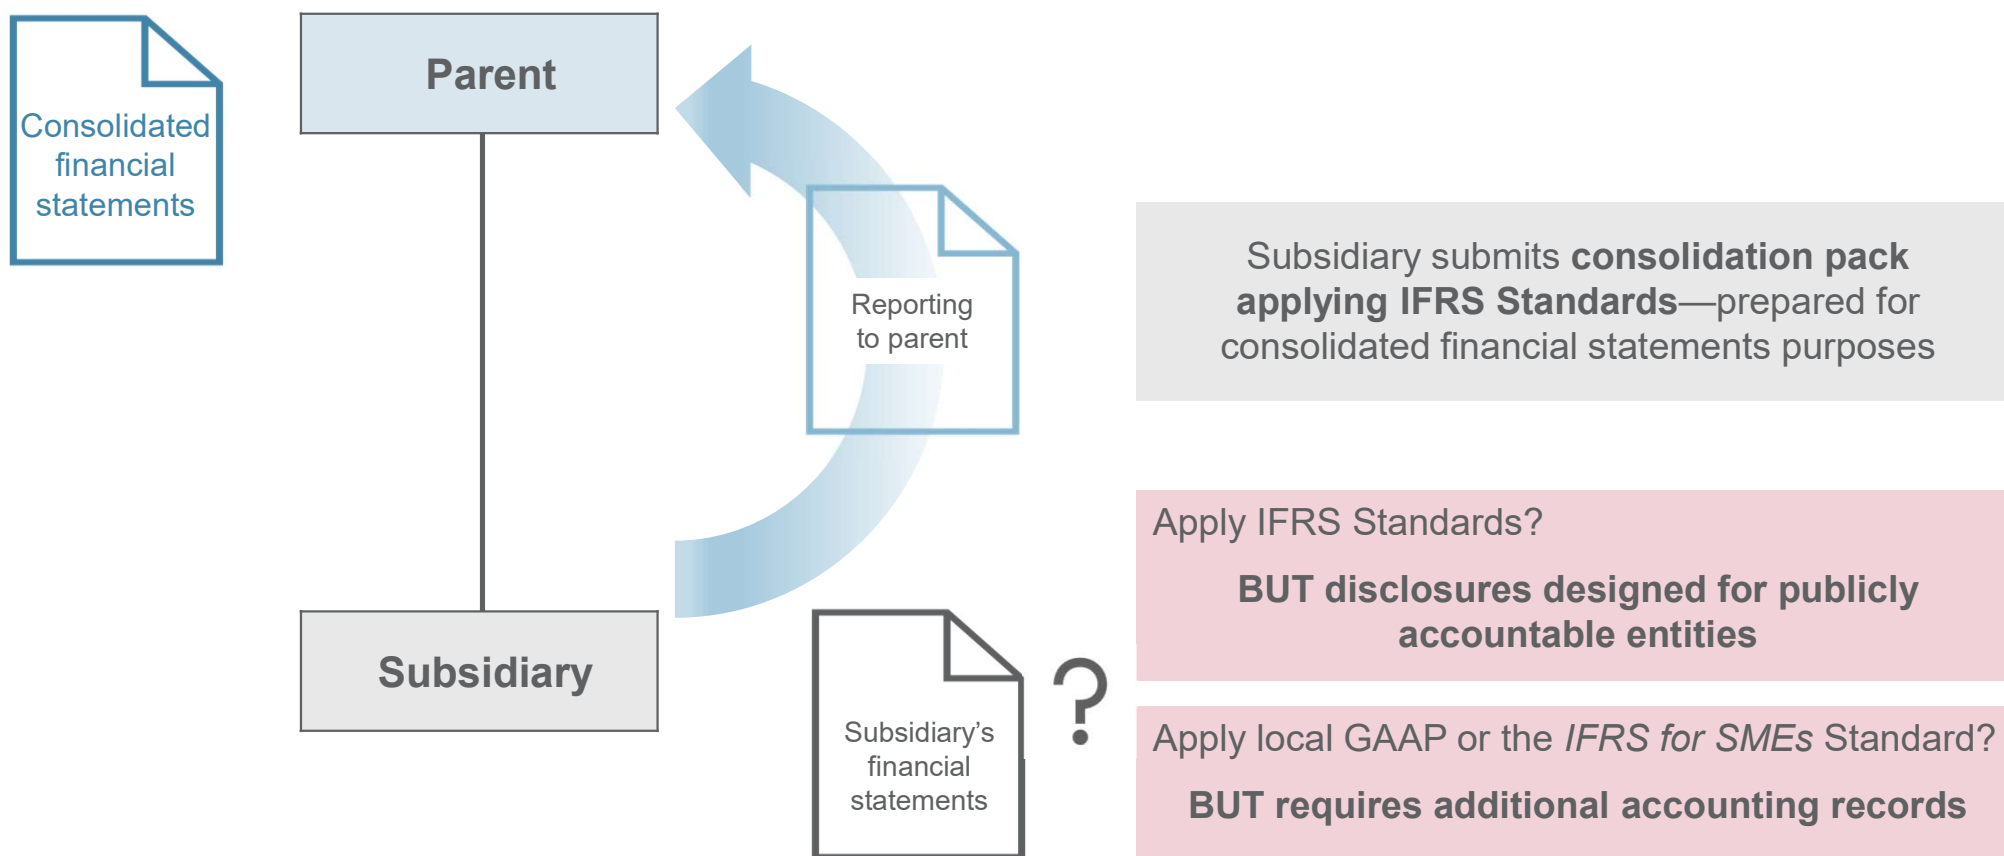 Consolidated
financial
statements
Parent
Reporting
to parent
Subsidiary submits consolidation pack
applying IFRS Standards—prepared for
consolidated financial statements purposes
Subsidiary
Subsidiary’s
financial
statements
?
Apply IFRS Standards?
BUT disclosures designed for publicly
accountable entities
Apply local GAAP or the IFRS for SMEs Standard?
BUT requires additional accounting records